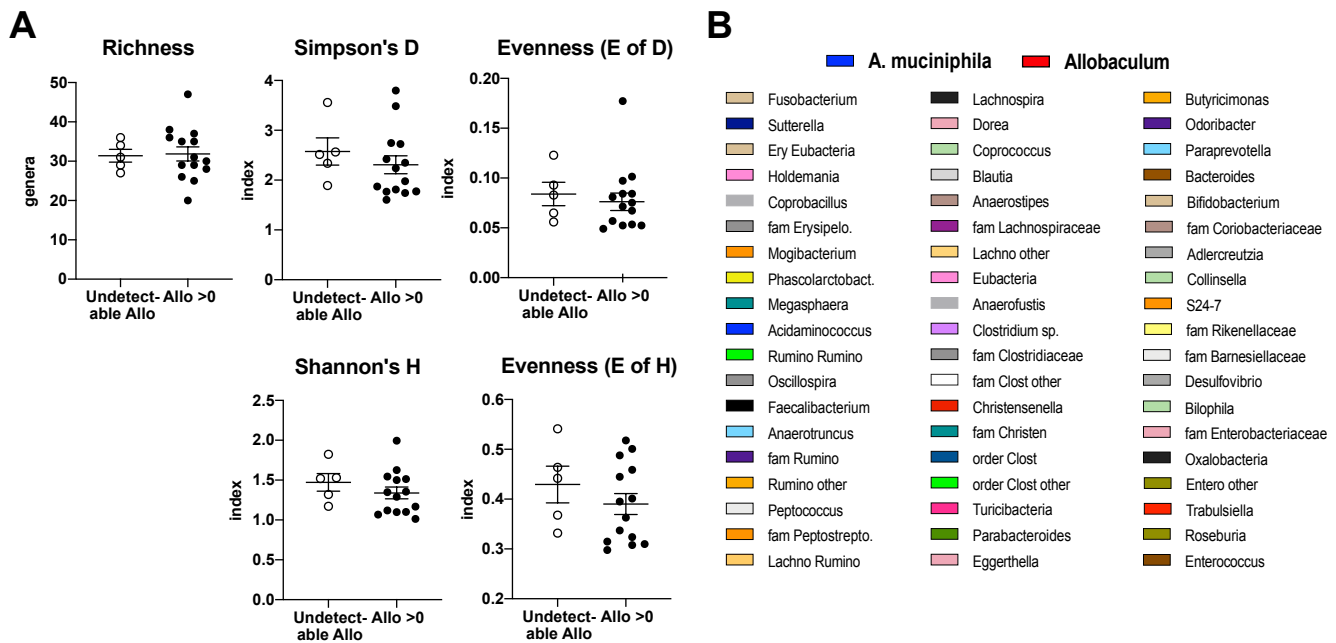 A
Richness
genera
50
40
30
20
10
0
Undetect- Allo >0
able Allo
Simpson's D
index
4
3
2
1
0
Undetect- Allo >0
able Allo
Evenness (E of D)
index
0.20
0.15
0.10
0.05
0.00
Undetect- Allo >0
able Allo
Shannon's H
index
2.5
2.0
1.5
1.0
0.5
0.0
Undetect- Allo >0
able Allo
Evenness (E of H)
index
0.6
0.5
0.4
0.3
0.2
Undetect- Allo >0
able Allo
B
A. muciniphila
Allobaculum
Fusobacterium
Sutterella
Ery Eubacteria
Holdemania
Coprobacillus
fam Erysipelo.
Mogibacterium
Phascolarctobact.
Megasphaera
Acidaminococcus
Rumino Rumino
Oscillospira
Faecalibacterium
Anaerotruncus
fam Rumino
Rumino other
Peptococcus
fam Peptostrepto.
Lachno Rumino
Lachnospira
Dorea
Coprococcus
Blautia
Anaerostipes
fam Lachnospiraceae
Lachno other
Eubacteria
Anaerofustis
Clostridium sp.
fam Clostridiaceae
fam Clost other
Christensenella
fam Christen
order Clost
order Clost other
Turicibacteria
Parabacteroides
Eggerthella
Butyricimonas
Odoribacter
Paraprevotella
Bacteroides
Bifidobacterium
fam Coriobacteriaceae
Adlercreutzia
Collinsella
S24-7
fam Rikenellaceae
fam Barnesiellaceae
Desulfovibrio
Bilophila
fam Enterobacteriaceae
Oxalobacteria
Entero other
Trabulsiella
Roseburia
Enterococcus